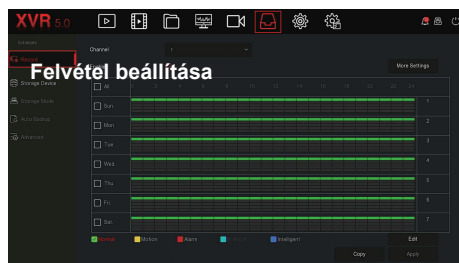 XVR 5.0
Schedule
Channel
1
Record
More Settings
Felvétel beállítása
Storage Device
All
0 2 4 6 8 10 12 14 16 18 20 22 24
Sun.
1
Storage Mode
Auto Backup
Mon
2
Advanced
Tue.
3
Wed.
4
Thu.
5
Fri.
6
Sat.
7
Normal
Motion
Alarm
Intelligent
Edit
Copy
Apply